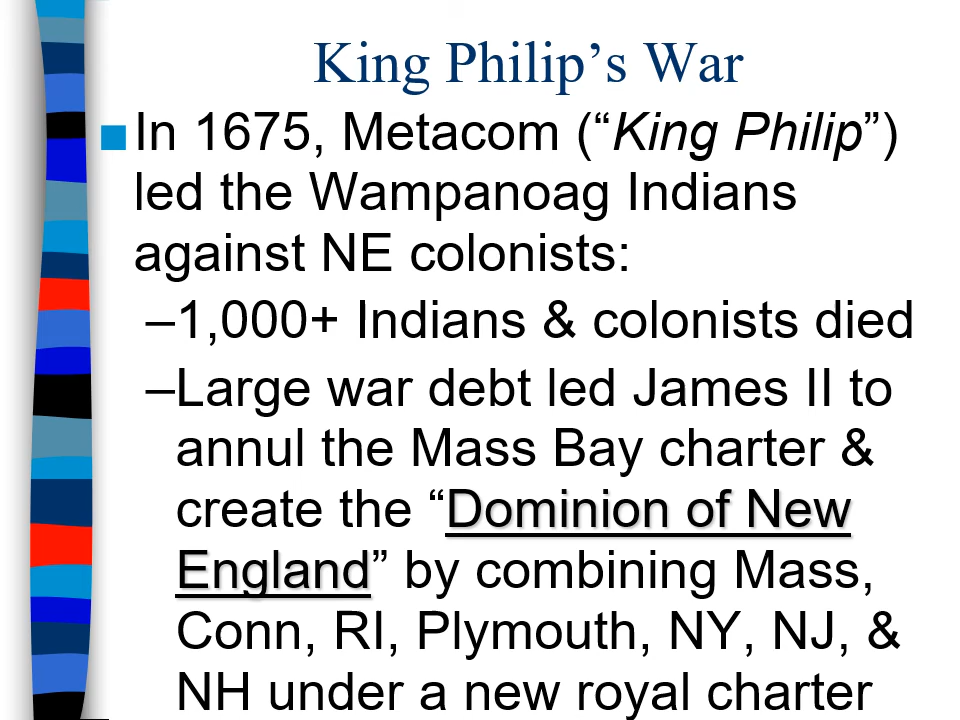 King Philip’s War
In 1675, Metacom (“King Philip”)
led the Wampanoag Indians
against NE colonists:
–1,000+ Indians & colonists died
–Large war debt led James II to
annul the Mass Bay charter &
create the “Dominion of New
England” by combining Mass,
Conn, RI, Plymouth, NY, NJ, &
NH under a new royal charter